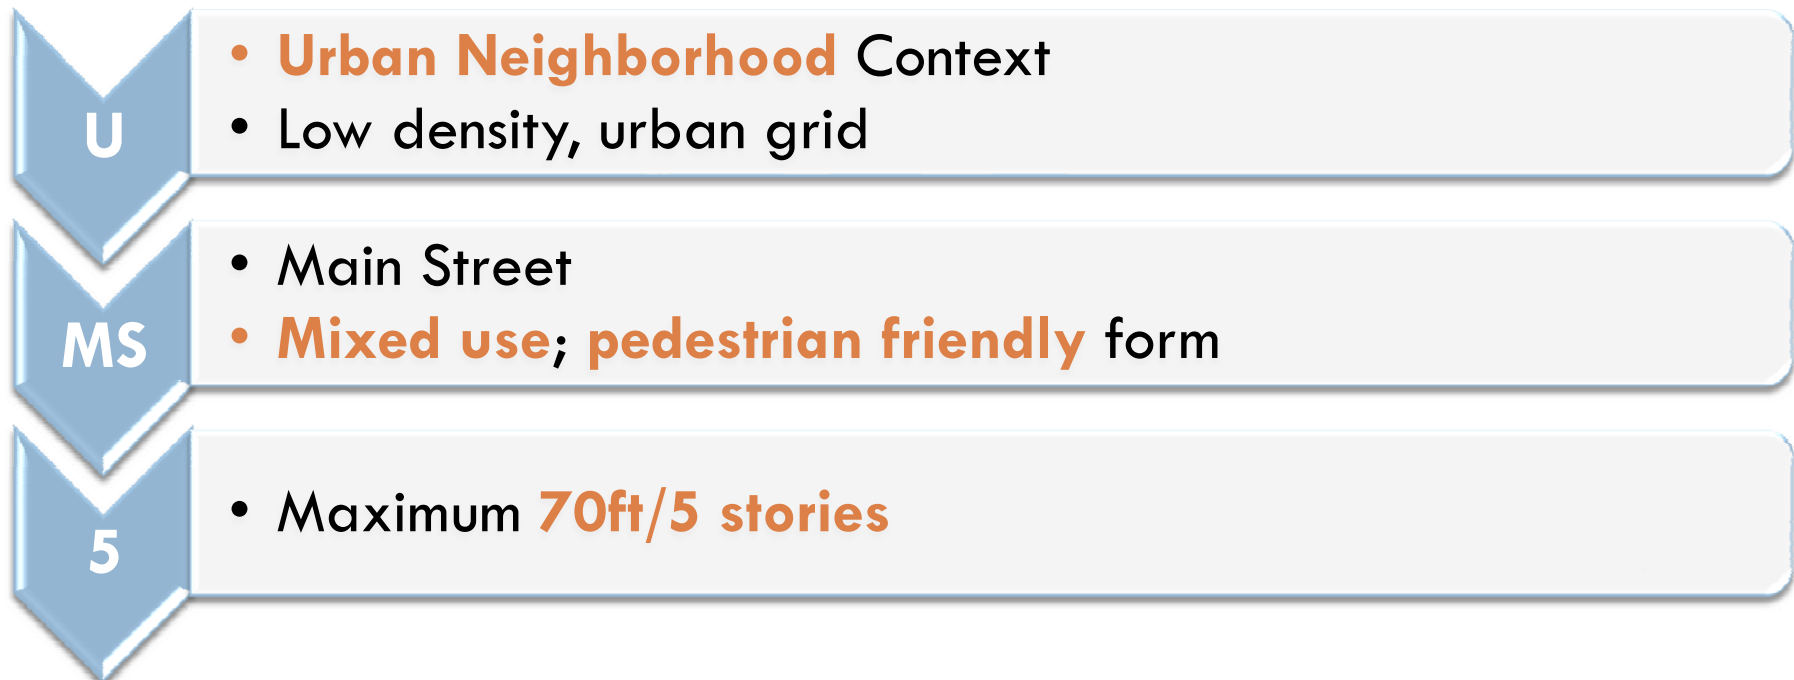 U
• Urban Neighborhood Context
• Low density, urban grid
MS
• Main Street
• Mixed use; pedestrian friendly form
5
• Maximum 70ft/5 stories